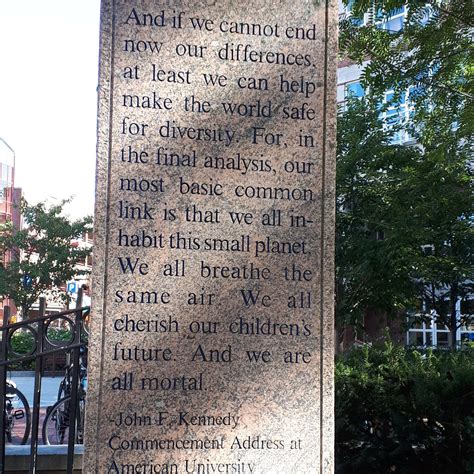 And if we cannot end
now our differences,
at least we can help
make the world safe
for diversity. For, in
the final analysis, our
most basic common
link is that we all in-
habit this small planet.
We all breathe the
same air. We all
cherish our children's
future. And we are
all mortal.
-John F. Kennedy
Commencement Address at
American University